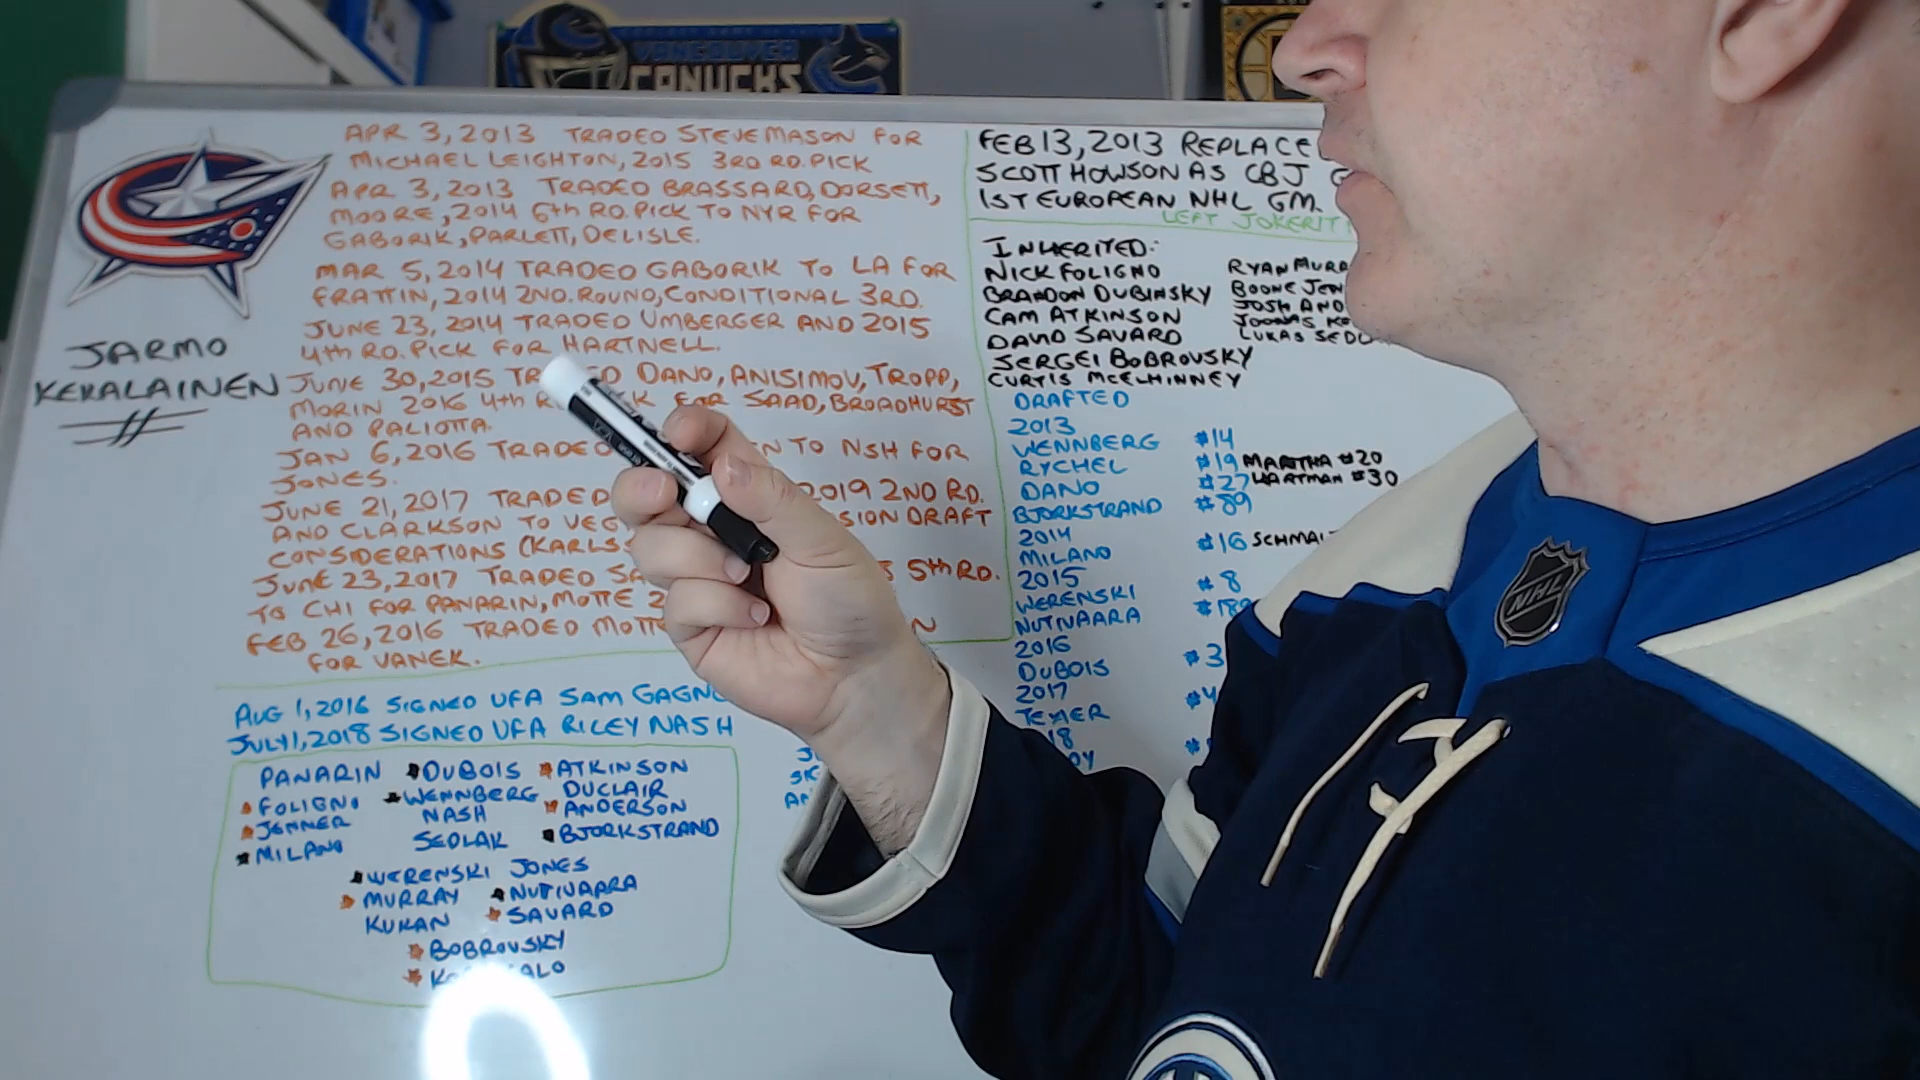 VANCOUVER
CANUCKS
APR 3, 2013 TRADED STEVE MASON FOR
MICHAEL LEIGHTON, 2015 3RD RD. PICK
APR 3, 2013 TRADED BRASSARD, DORSETT,
MOORE, 2014 6th RD. PICK TO NYR FOR
GABORIK, PARLETT, DELISLE.
MAR 5, 2014 TRADED GABORIK TO LA FOR
FRATTIN, 2014 2ND. ROUND, CONDITIONAL 3RD.
JUNE 23, 2014 TRADED UMBERGER AND 2015
4th RD. PICK FOR HARTNELL.
JUNE 30, 2015 DANO, ANISIMOV, TROPP,
MORIN 2016 4th FOR SAAD, BROADHURST
AND PALIOTTA.
JAN 6, 2016 TRADED TO NSH FOR
JONES.
JUNE 21, 2017 TRADED 2019 2ND RD.
AND CLARKSON TO DRAFT
CONSIDERATIONS
JUNE 23, 2017 TRADED 5th RD.
TO CHI FOR PANARIN, MOTTE
FEB 26, 2016 TRADED MOTTE
FOR VANEK.
JARMO
KEKALAINEN
AUG 1, 2016 SIGNED UFA SAM
JULY 1, 2018 SIGNED UFA RILEY NASH
PANARIN DUBOIS ATKINSON
FOLIGNO WENNBERG DUCLAIR
JENNER NASH ANDERSON
MILANO SEDLAK BJORKSTRAND
WERENSKI JONES
MURRAY NUTIVAARA
KUKAN SAVARD
BOBROVSKY
FEB 13, 2013 REPLACE
SCOTT HOWSON AS CBJ
1ST EUROPEAN NHL GM.
LEFT
INHERITED:
NICK FOLIGNO RYAN
BRANDON DUBINSKY BOONE
CAM ATKINSON JOSH
DAVID SAVARD LUKAS
SERGEI BOBROVSKY
CURTIS MCELHINNEY
DRAFTED
2013
WENNBERG #14
RYCHEL #19 MANTHA #20
DANO #27 HARTMAN #30
BJORKSTRAND #89
2014
MILANO #16
2015
WERENSKI #8
NUTIVAARA
2016
DUBOIS #3
2017
TEXIER
NHL